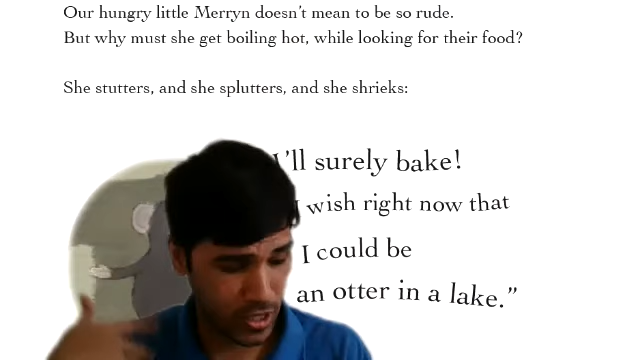 Our hungry little Merryn doesn't mean to be so rude.
But why must she get boiling hot, while looking for their food?
She stutters, and she splutters, and she shrieks:
I'll surely bake!
I wish right now that
I could be
an otter in a lake."